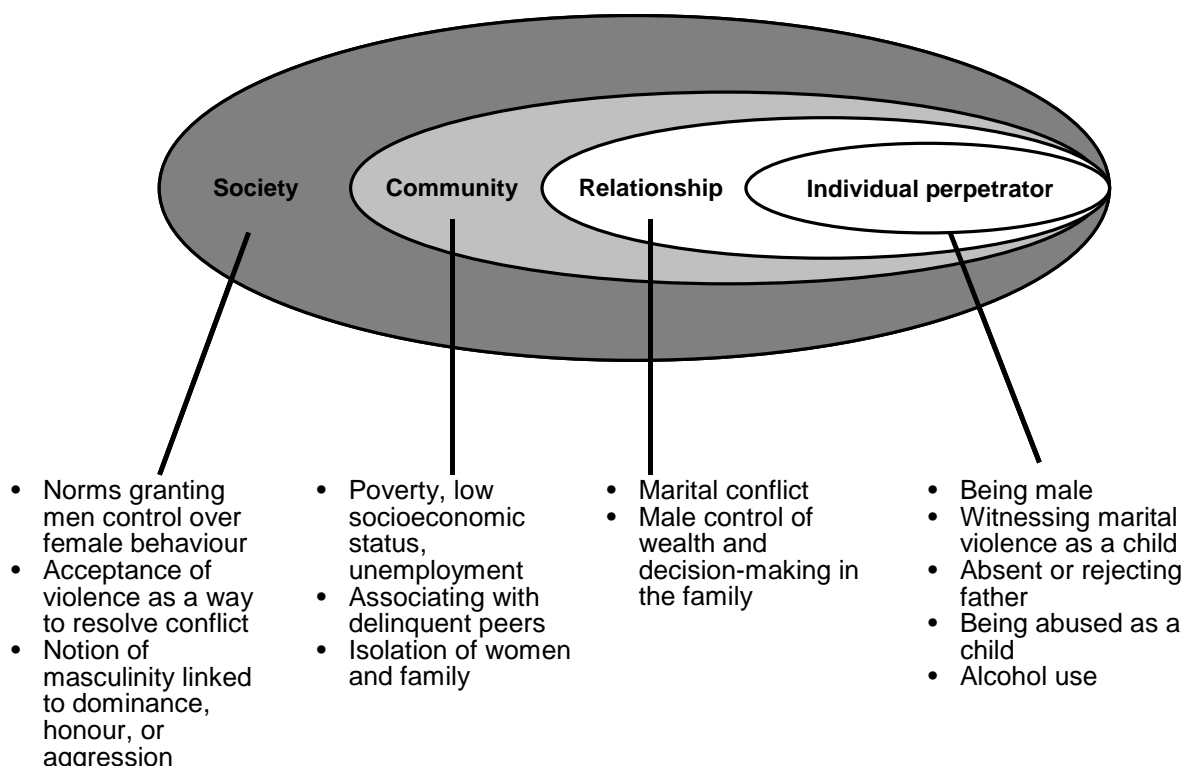 Society
Community
Relationship
Individual perpetrator
• Norms granting
men control over
female behaviour
• Acceptance of
violence as a way
to resolve conflict
• Notion of
masculinity linked
to dominance,
honour, or
aggression
• Poverty, low
socioeconomic
status,
unemployment
• Associating with
delinquent peers
• Isolation of women
and family
• Marital conflict
• Male control of
wealth and
decision-making in
the family
• Being male
• Witnessing marital
violence as a child
• Absent or rejecting
father
• Being abused as a
child
• Alcohol use